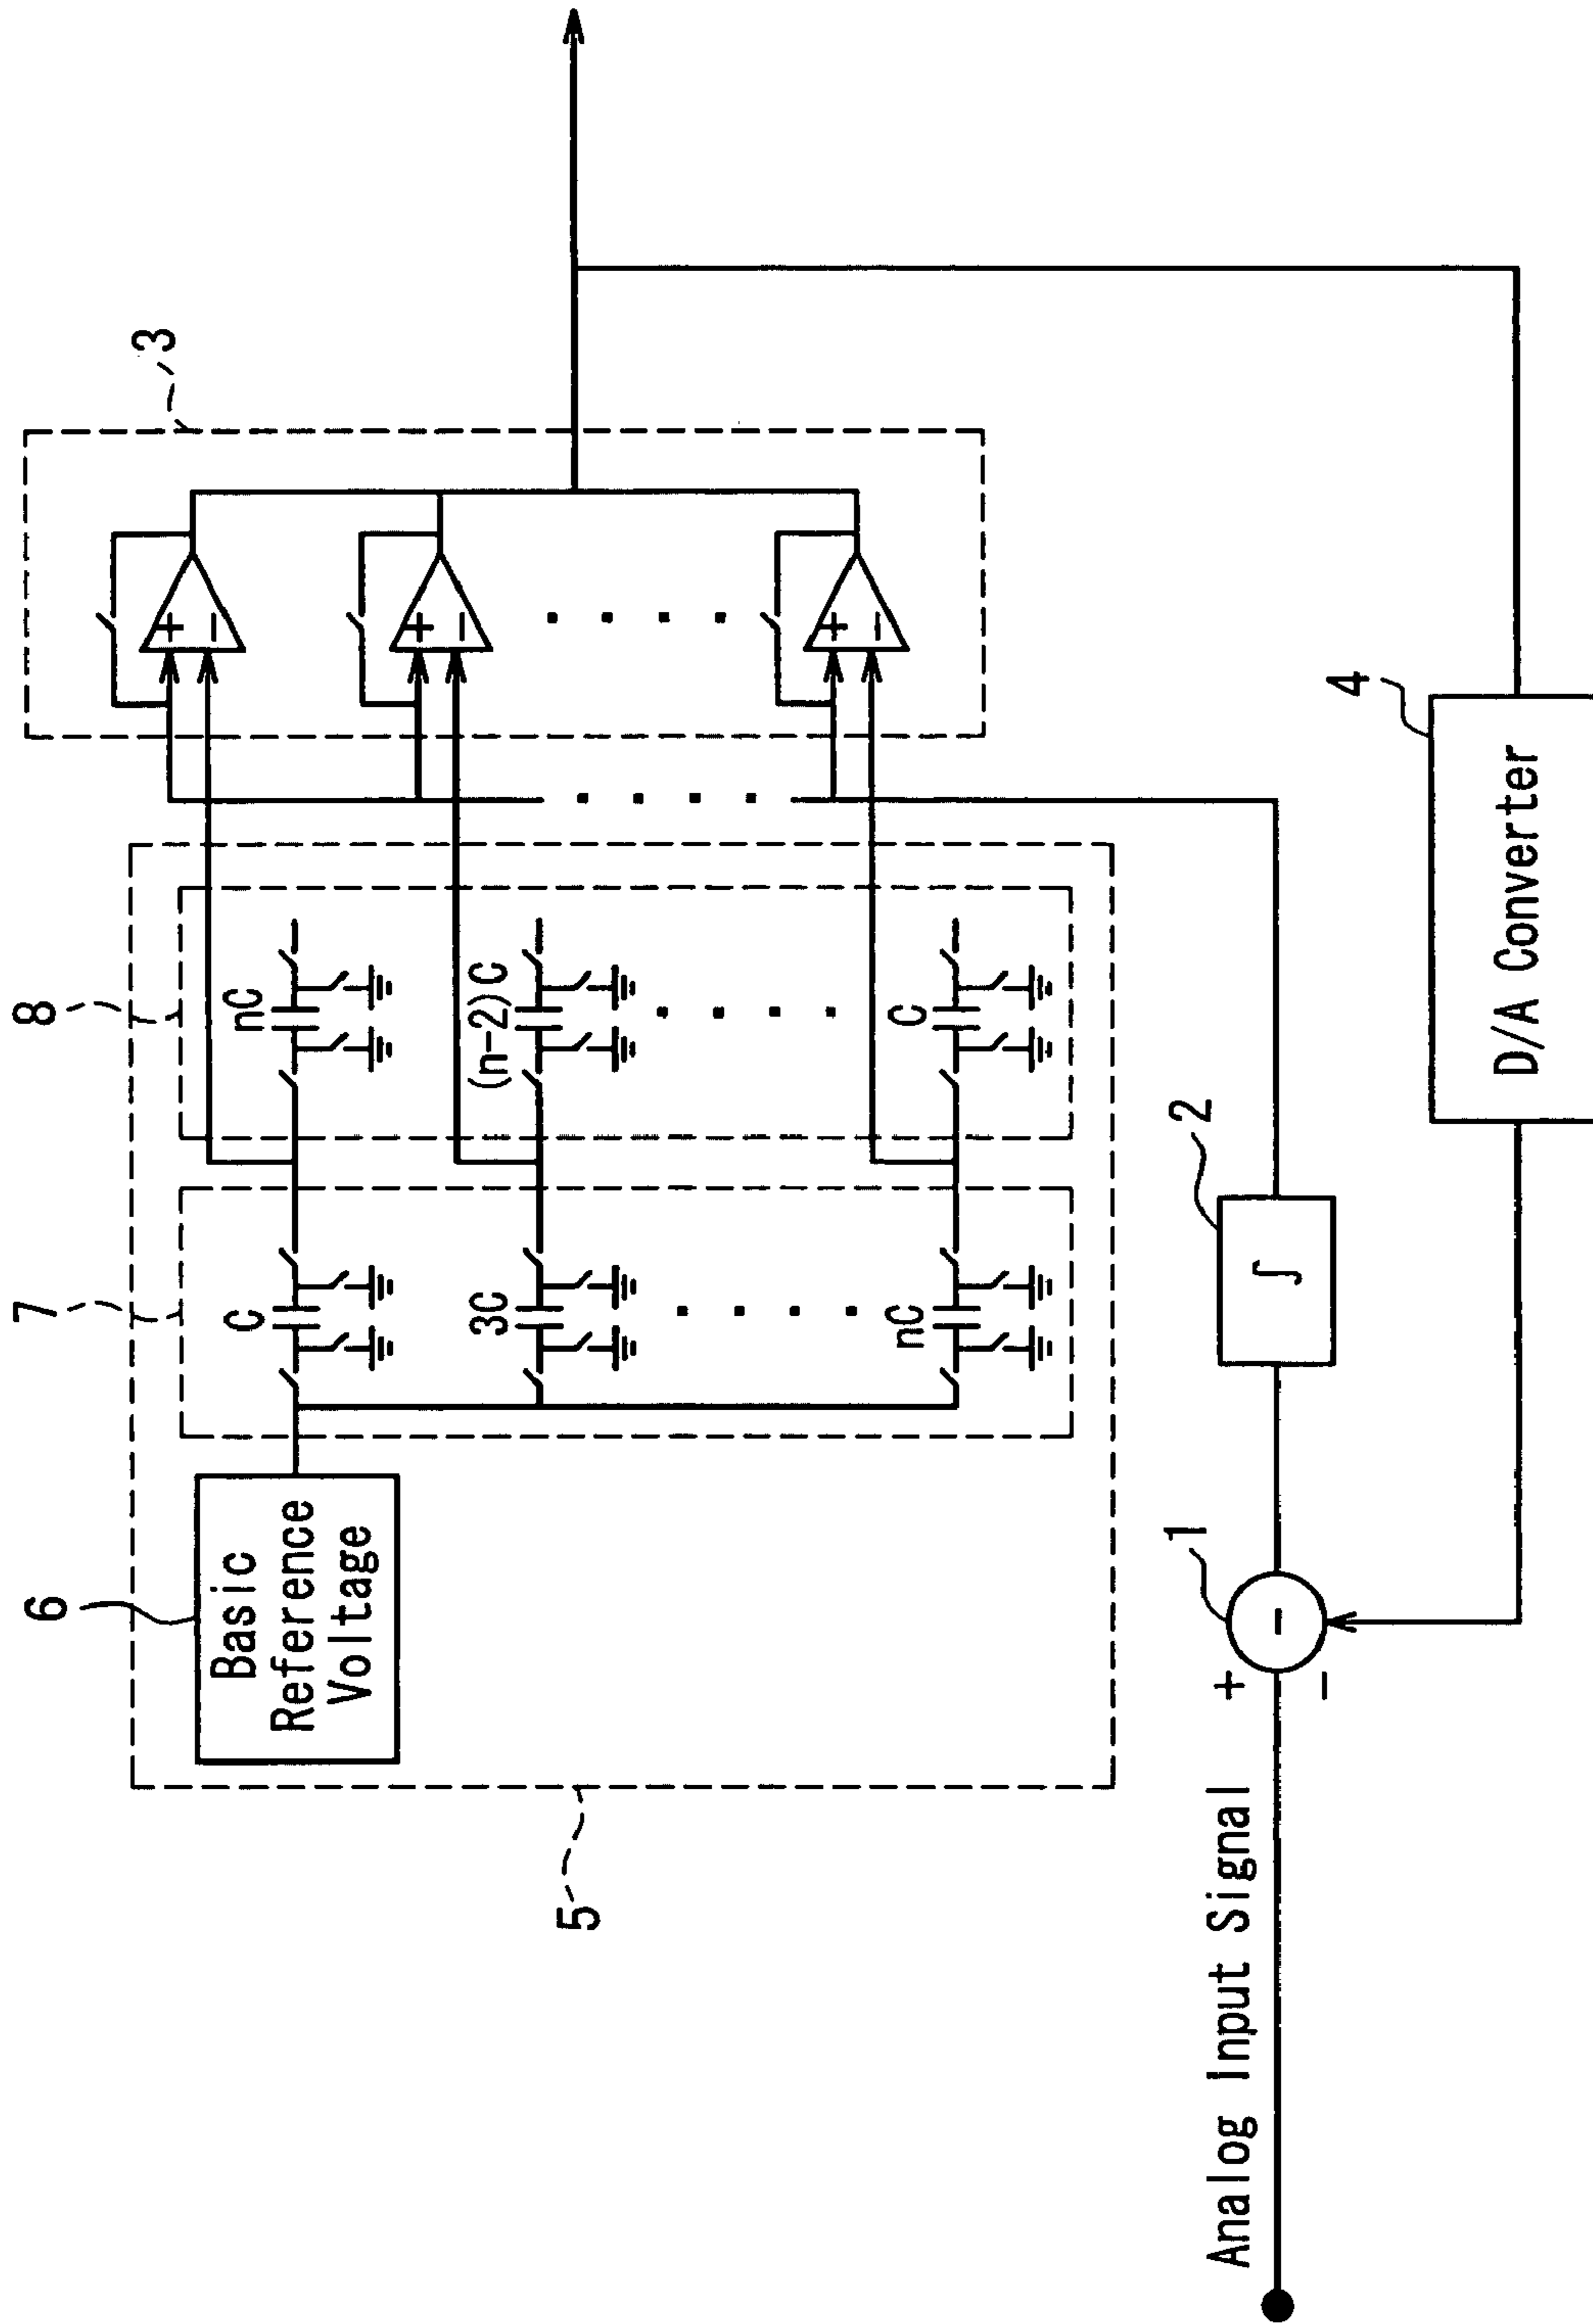 6
Basic
Reference
Voltage
7
C
3C
nC
8
nC
(n-2)C
C
3
+
−
+
−
+
−
5
Analog Input Signal
+
−
1
-
2
∫
4
D/A Converter